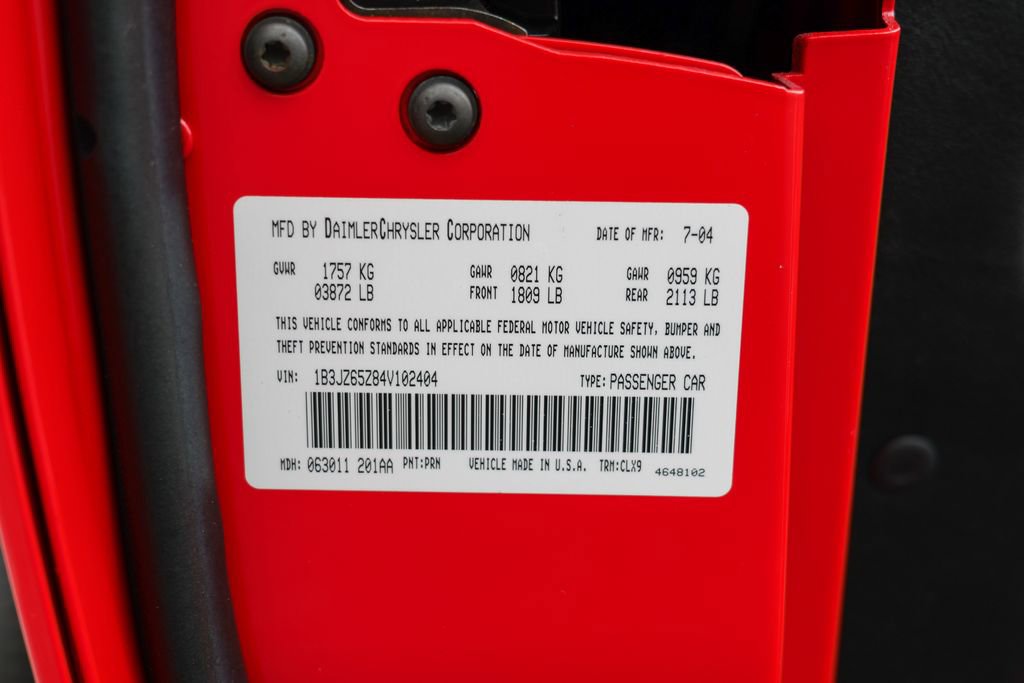 MFD BY DAIMLERCHRYSLER CORPORATION DATE OF MFR: 7-04
GVWR 1757 KG GAWR 0821 KG GAWR 0959 KG
03872 LB FRONT 1809 LB REAR 2113 LB
THIS VEHICLE CONFORMS TO ALL APPLICABLE FEDERAL MOTOR VEHICLE SAFETY, BUMPER AND
THEFT PREVENTION STANDARDS IN EFFECT ON THE DATE OF MANUFACTURE SHOWN ABOVE.
VIN: 1B3JZ65Z84V102404 TYPE: PASSENGER CAR
MDH: 063011 201AA PNT:PRN VEHICLE MADE IN U.S.A. TRM:CLX9 4648102